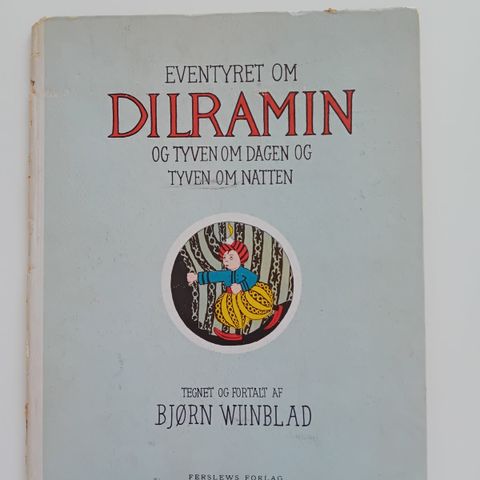 EVENTYRET OM
DILRAMIN
OG TYVEN OM DAGEN OG
TYVEN OM NATTEN
TEGNET OG FORTALT AF
BJØRN WIINBLAD
FERSLEWS FORLAG